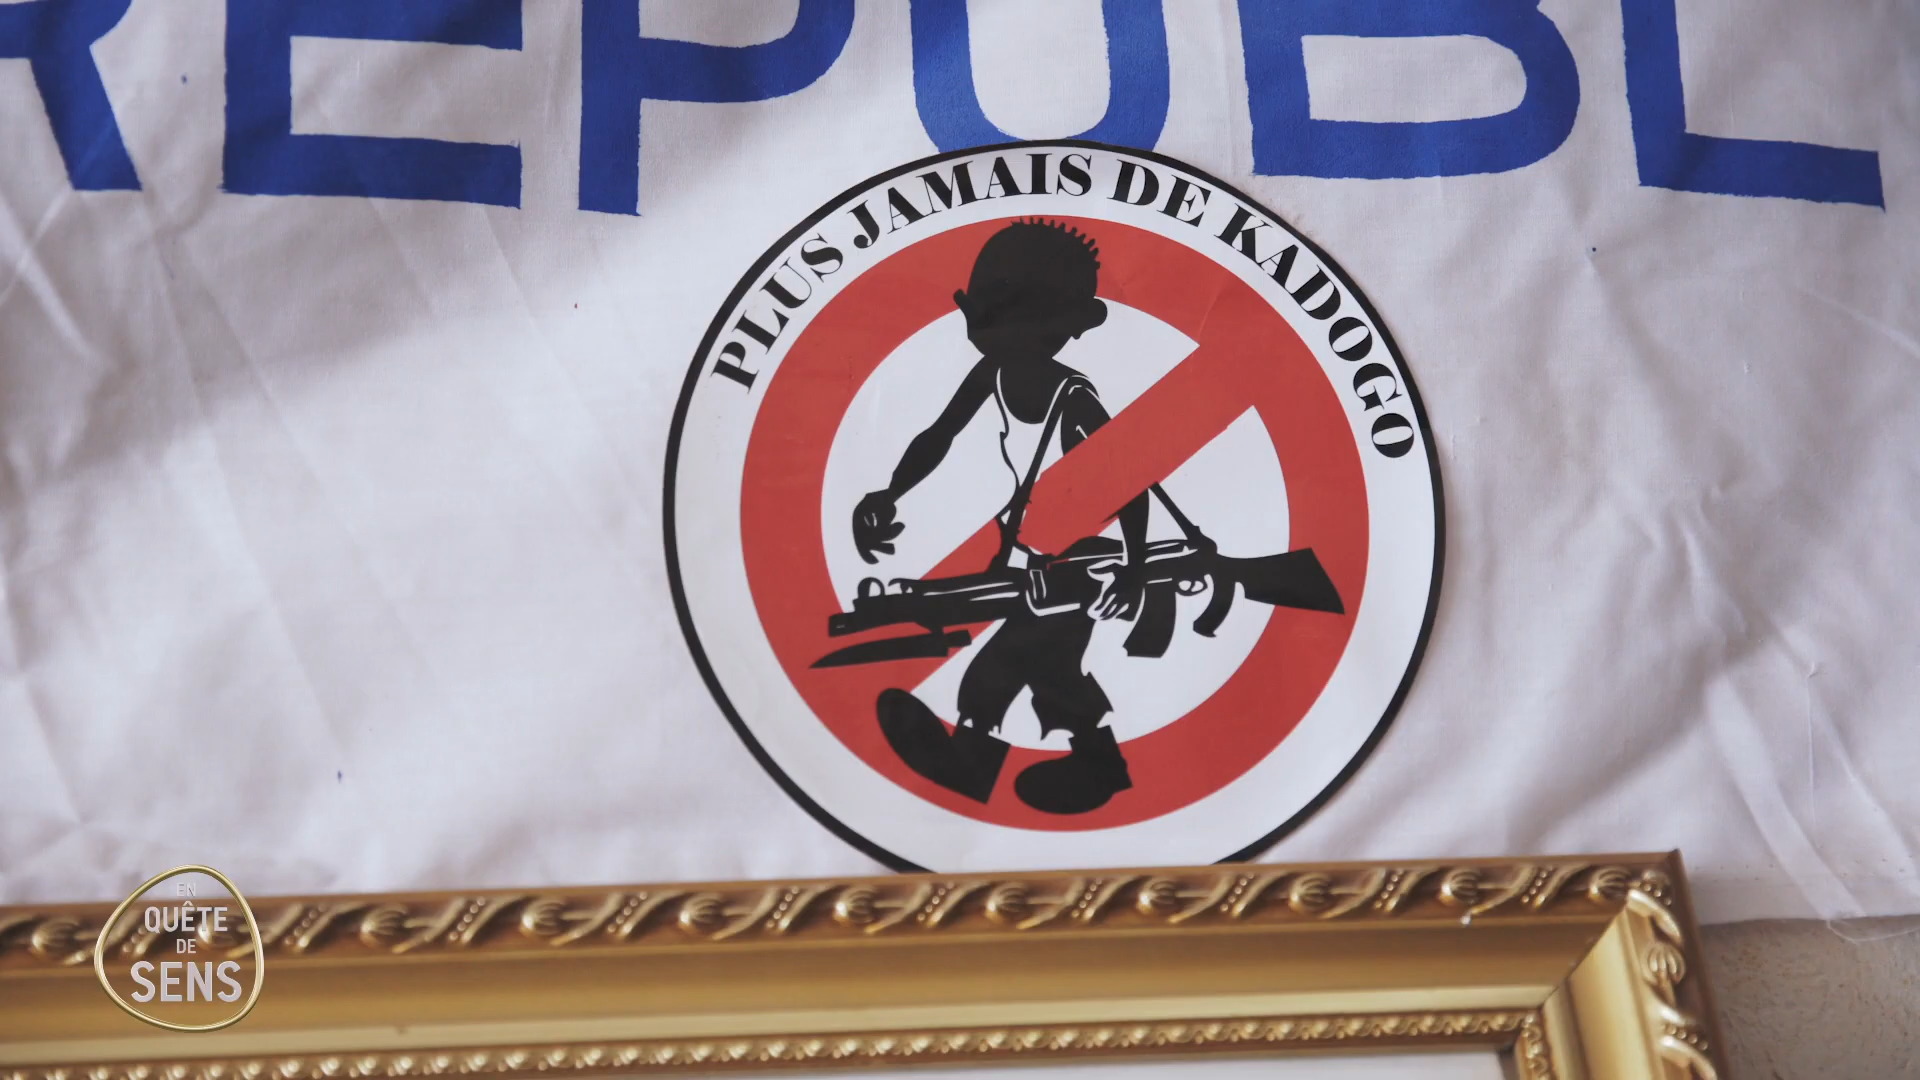 REPUBL
PLUS JAMAIS DE KADOGO
EN
QUÊTE
DE
SENS